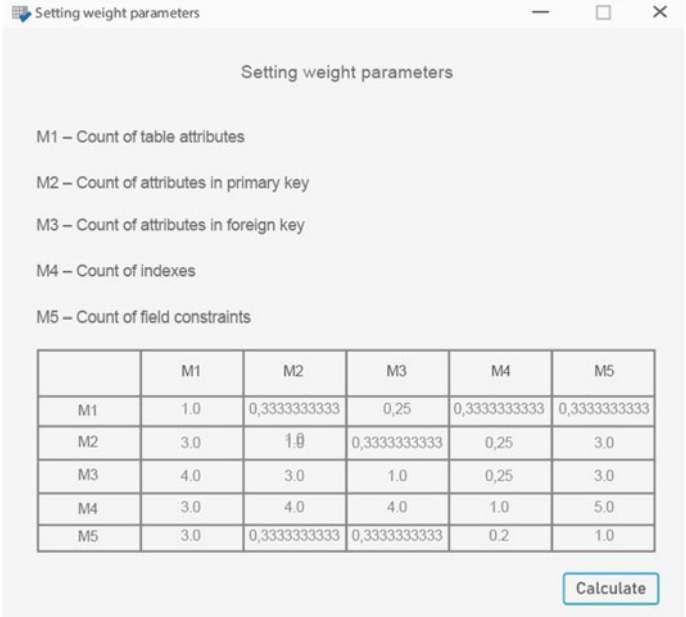 Setting weight parameters
Setting weight parameters
M1 – Count of table attributes
M2 – Count of attributes in primary key
M3 – Count of attributes in foreign key
M4 – Count of indexes
M5 – Count of field constraints
M1 M2 M3 M4 M5
M1 1.0 0,3333333333 0,25 0,3333333333 0,3333333333
M2 3.0 1.0 0,3333333333 0,25 3.0
M3 4.0 3.0 1.0 0,25 3.0
M4 3.0 4.0 4.0 1.0 5.0
M5 3.0 0,3333333333 0,3333333333 0.2 1.0
Calculate